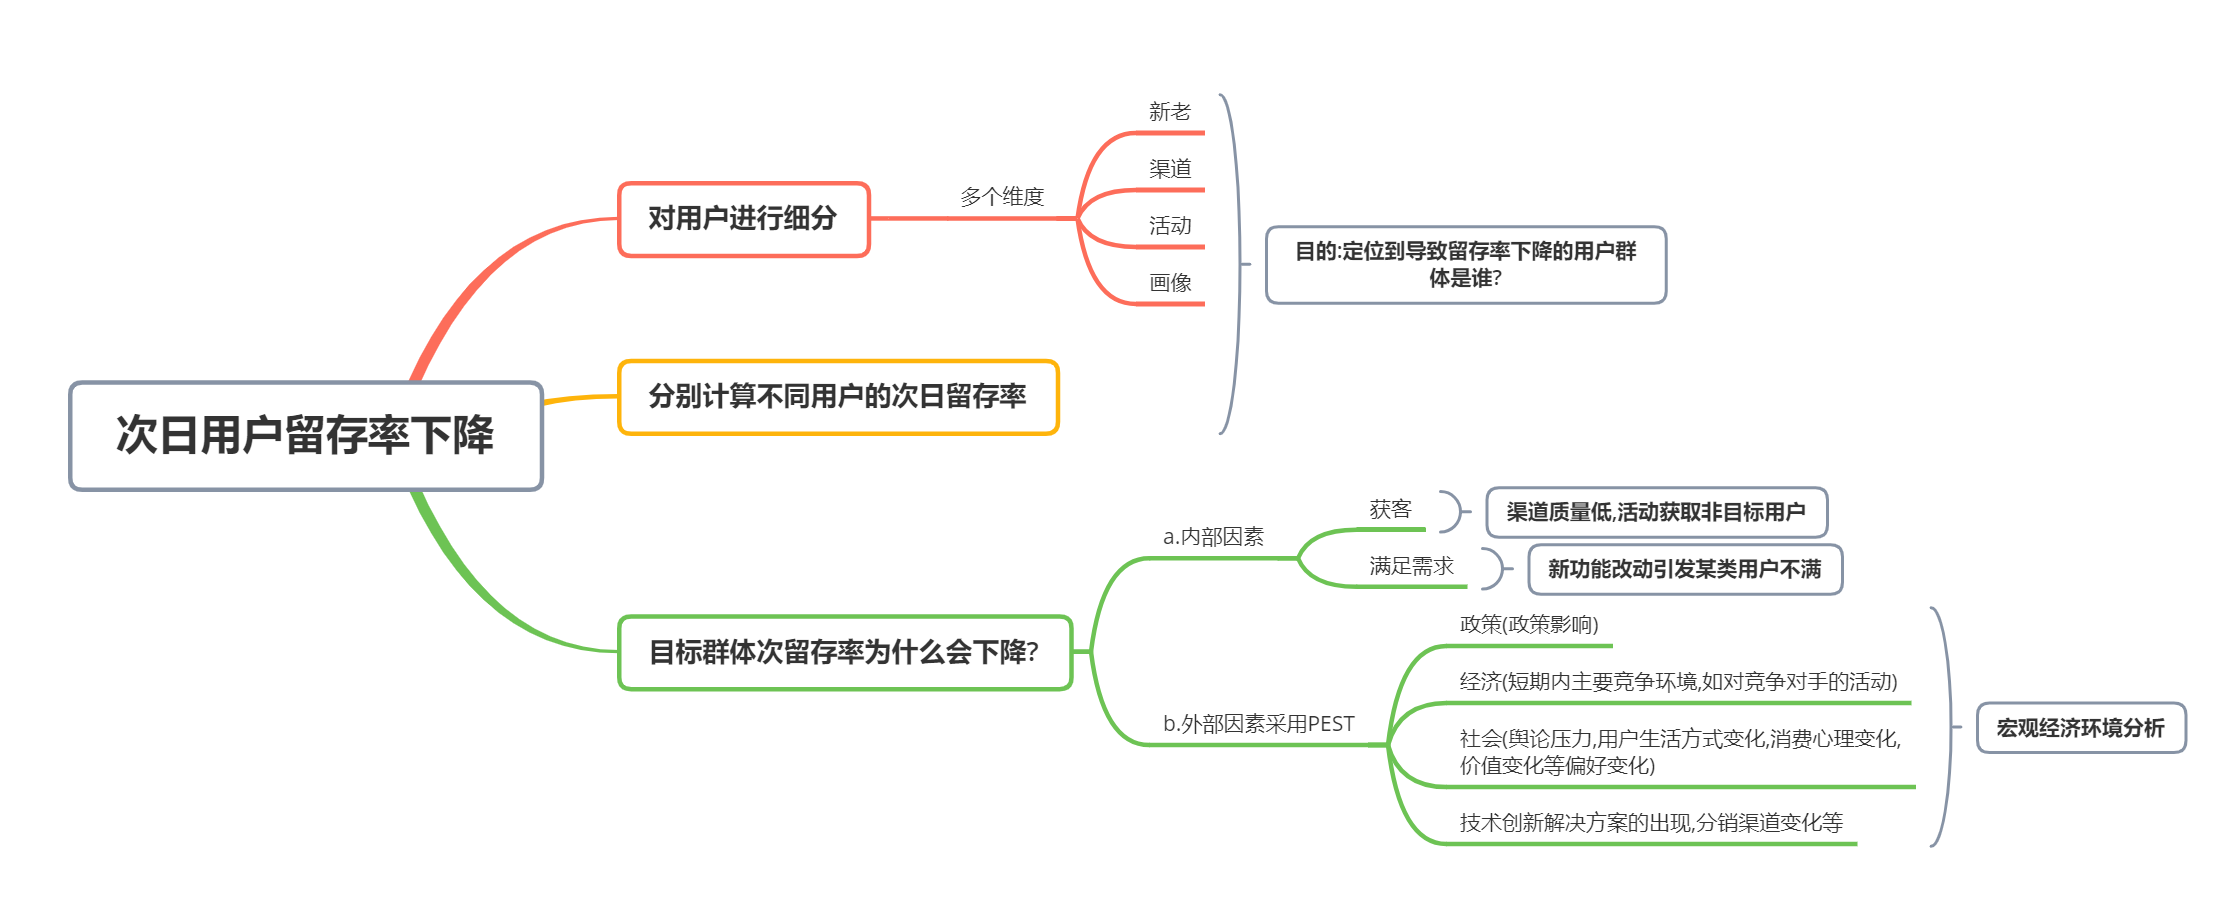 次日用户留存率下降
对用户进行细分
多个维度
新老
渠道
活动
画像
目的:定位到导致留存率下降的用户群
体是谁?
分别计算不同用户的次日留存率
目标群体次留存率为什么会下降?
a.内部因素
获客
渠道质量低,活动获取非目标用户
满足需求
新功能改动引发某类用户不满
b.外部因素采用PEST
政策(政策影响)
经济(短期内主要竞争环境,如对竞争对手的活动)
社会(舆论压力,用户生活方式变化,消费心理变化,
价值变化等偏好变化)
技术创新解决方案的出现,分销渠道变化等
宏观经济环境分析